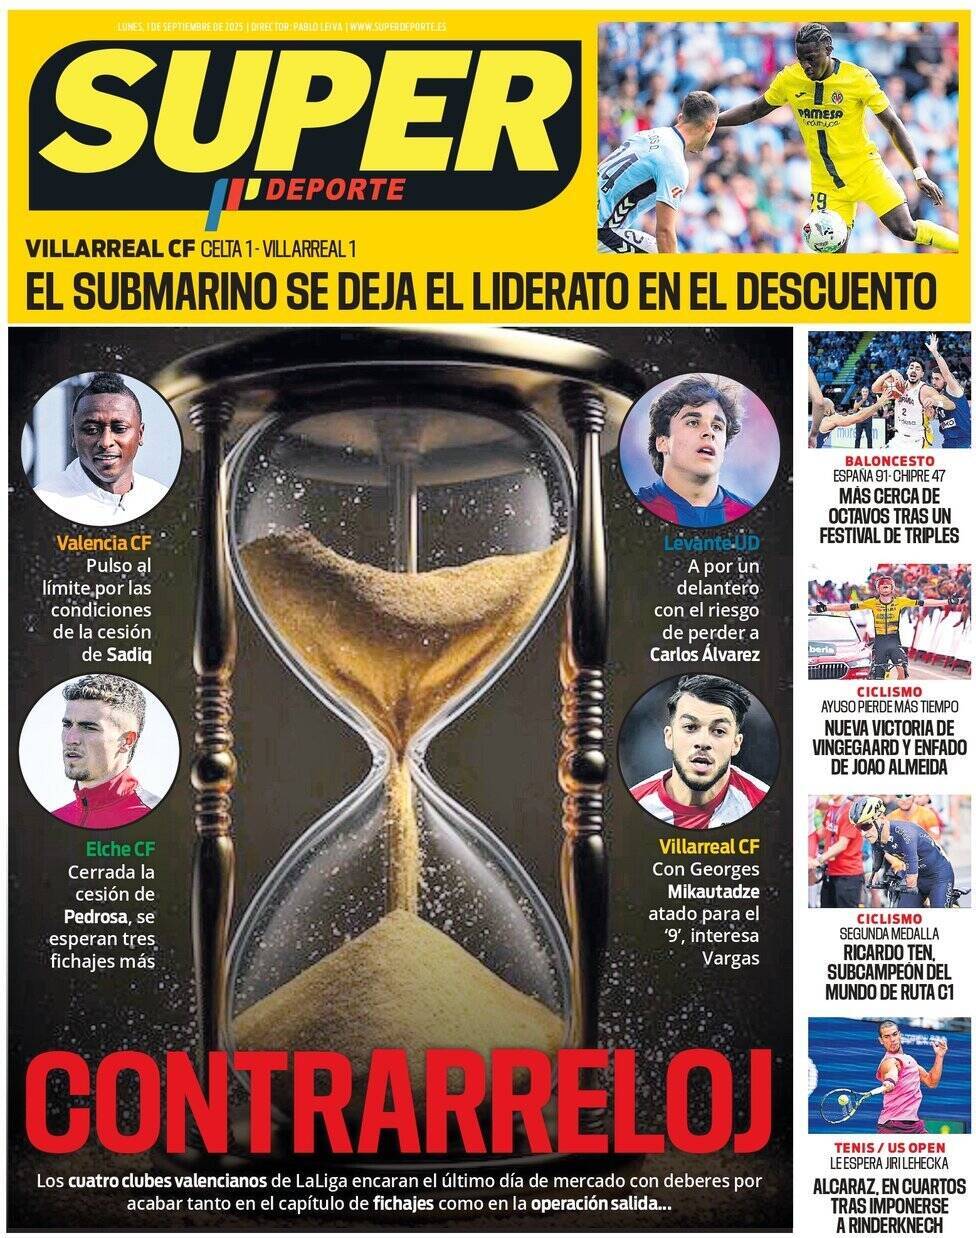 LUNES, 1 DE SEPTIEMBRE DE 2025 | DIRECTOR: PABLO LEIVA | WWW.SUPERDEPORTE.ES
SUPER
DEPORTE
VILLARREAL CF CELTA 1 - VILLARREAL 1
EL SUBMARINO SE DEJA EL LIDERATO EN EL DESCUENTO
PAMESA
cerámica
29
Valencia CF
Pulso al
límite por las
condiciones
de la cesión
de Sadiq
Levante UD
A por un
delantero
con el riesgo
de perder a
Carlos Álvarez
Elche CF
Cerrada la
cesión de
Pedrosa, se
esperan tres
fichajes más
Villarreal CF
Con Georges
Mikautadze
atado para el
‘9’, interesa
Vargas
CONTRARRELOJ
Los cuatro clubes valencianos de LaLiga encaran el último día de mercado con deberes por
acabar tanto en el capítulo de fichajes como en la operación salida...
BALONCESTO
ESPAÑA 91- CHIPRE 47
MÁS CERCA DE
OCTAVOS TRAS UN
FESTIVAL DE TRIPLES
CICLISMO
AYUSO PIERDE MÁS TIEMPO
NUEVA VICTORIA DE
VINGEGAARD Y ENFADO
DE JOAO ALMEIDA
CICLISMO
SEGUNDA MEDALLA
RICARDO TEN,
SUBCAMPEÓN DEL
MUNDO DE RUTA C1
TENIS / US OPEN
LE ESPERA JIRI LEHECKA
ALCARAZ, EN CUARTOS
TRAS IMPONERSE
A RINDERKNECH